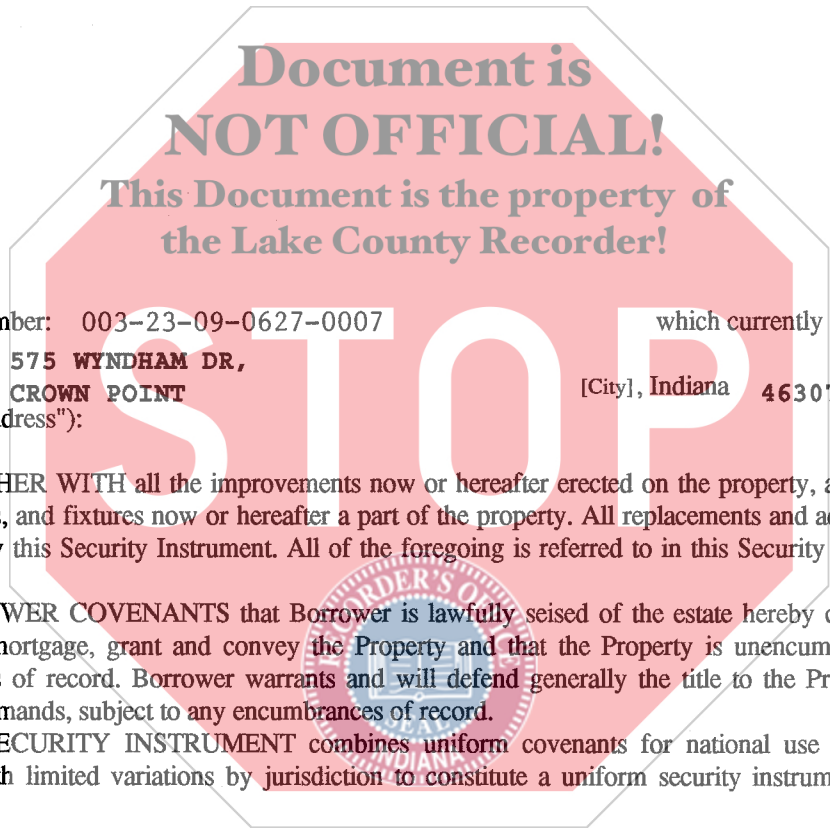 Document is
NOT OFFICIAL!
This Document is the property of
the Lake County Recorder!
STOP
mber: 003-23-09-0627-0007 which currently
575 WYNDHAM DR,
CROWN POINT [City], Indiana 46307
dress"):
HER WITH all the improvements now or hereafter erected on the property, a
s, and fixtures now or hereafter a part of the property. All replacements and ad
y this Security Instrument. All of the foregoing is referred to in this Security
WER COVENANTS that Borrower is lawfully seised of the estate hereby c
mortgage, grant and convey the Property and that the Property is unencum
s of record. Borrower warrants and will defend generally the title to the Pr
mands, subject to any encumbrances of record.
ECURITY INSTRUMENT combines uniform covenants for national use
th limited variations by jurisdiction to constitute a uniform security instrum
RECORDER'S OFFICE
SEAL
INDIANA